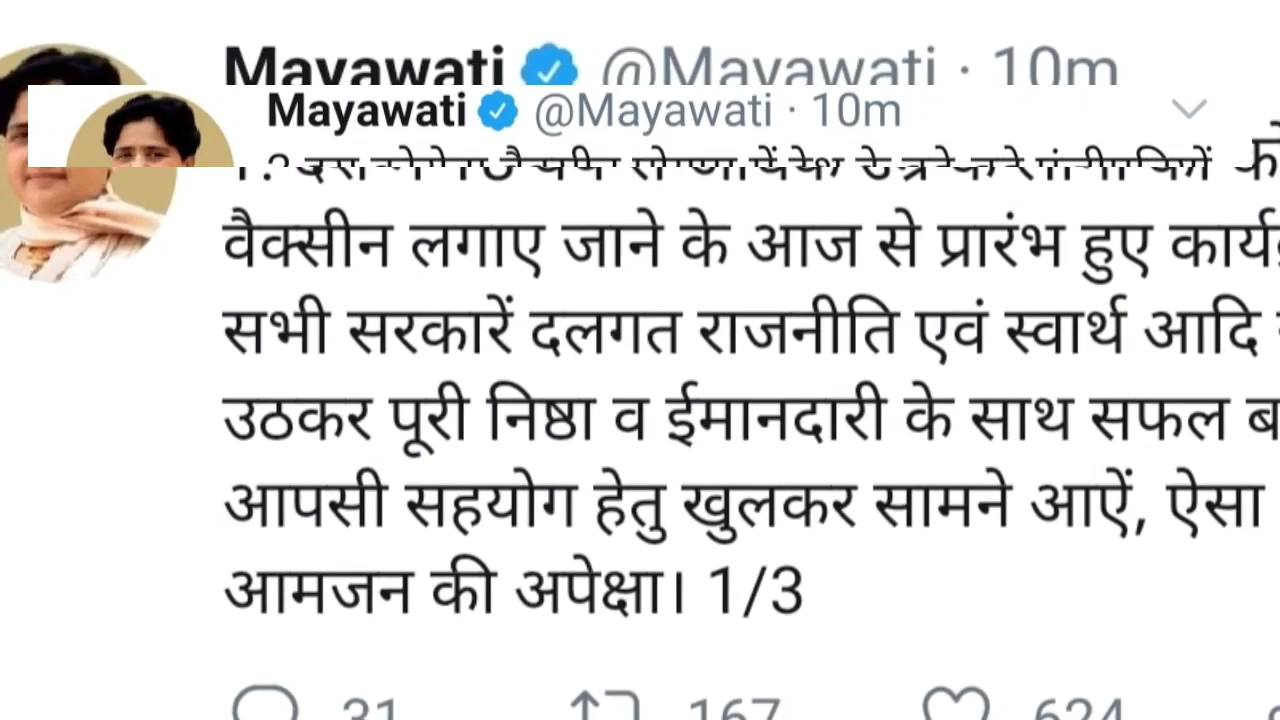 Mayawati @Mayawati · 10m
Mayawati @Mayawati · 10m
वैक्सीन लगाए जाने के आज से प्रारंभ हुए
सभी सरकारें दलगत राजनीति एवं स्वार्थ आदि
उठकर पूरी निष्ठा व ईमानदारी के साथ सफल
आपसी सहयोग हेतु खुलकर सामने आऐं, ऐसा
आमजन की अपेक्षा। 1/3
31 167 624